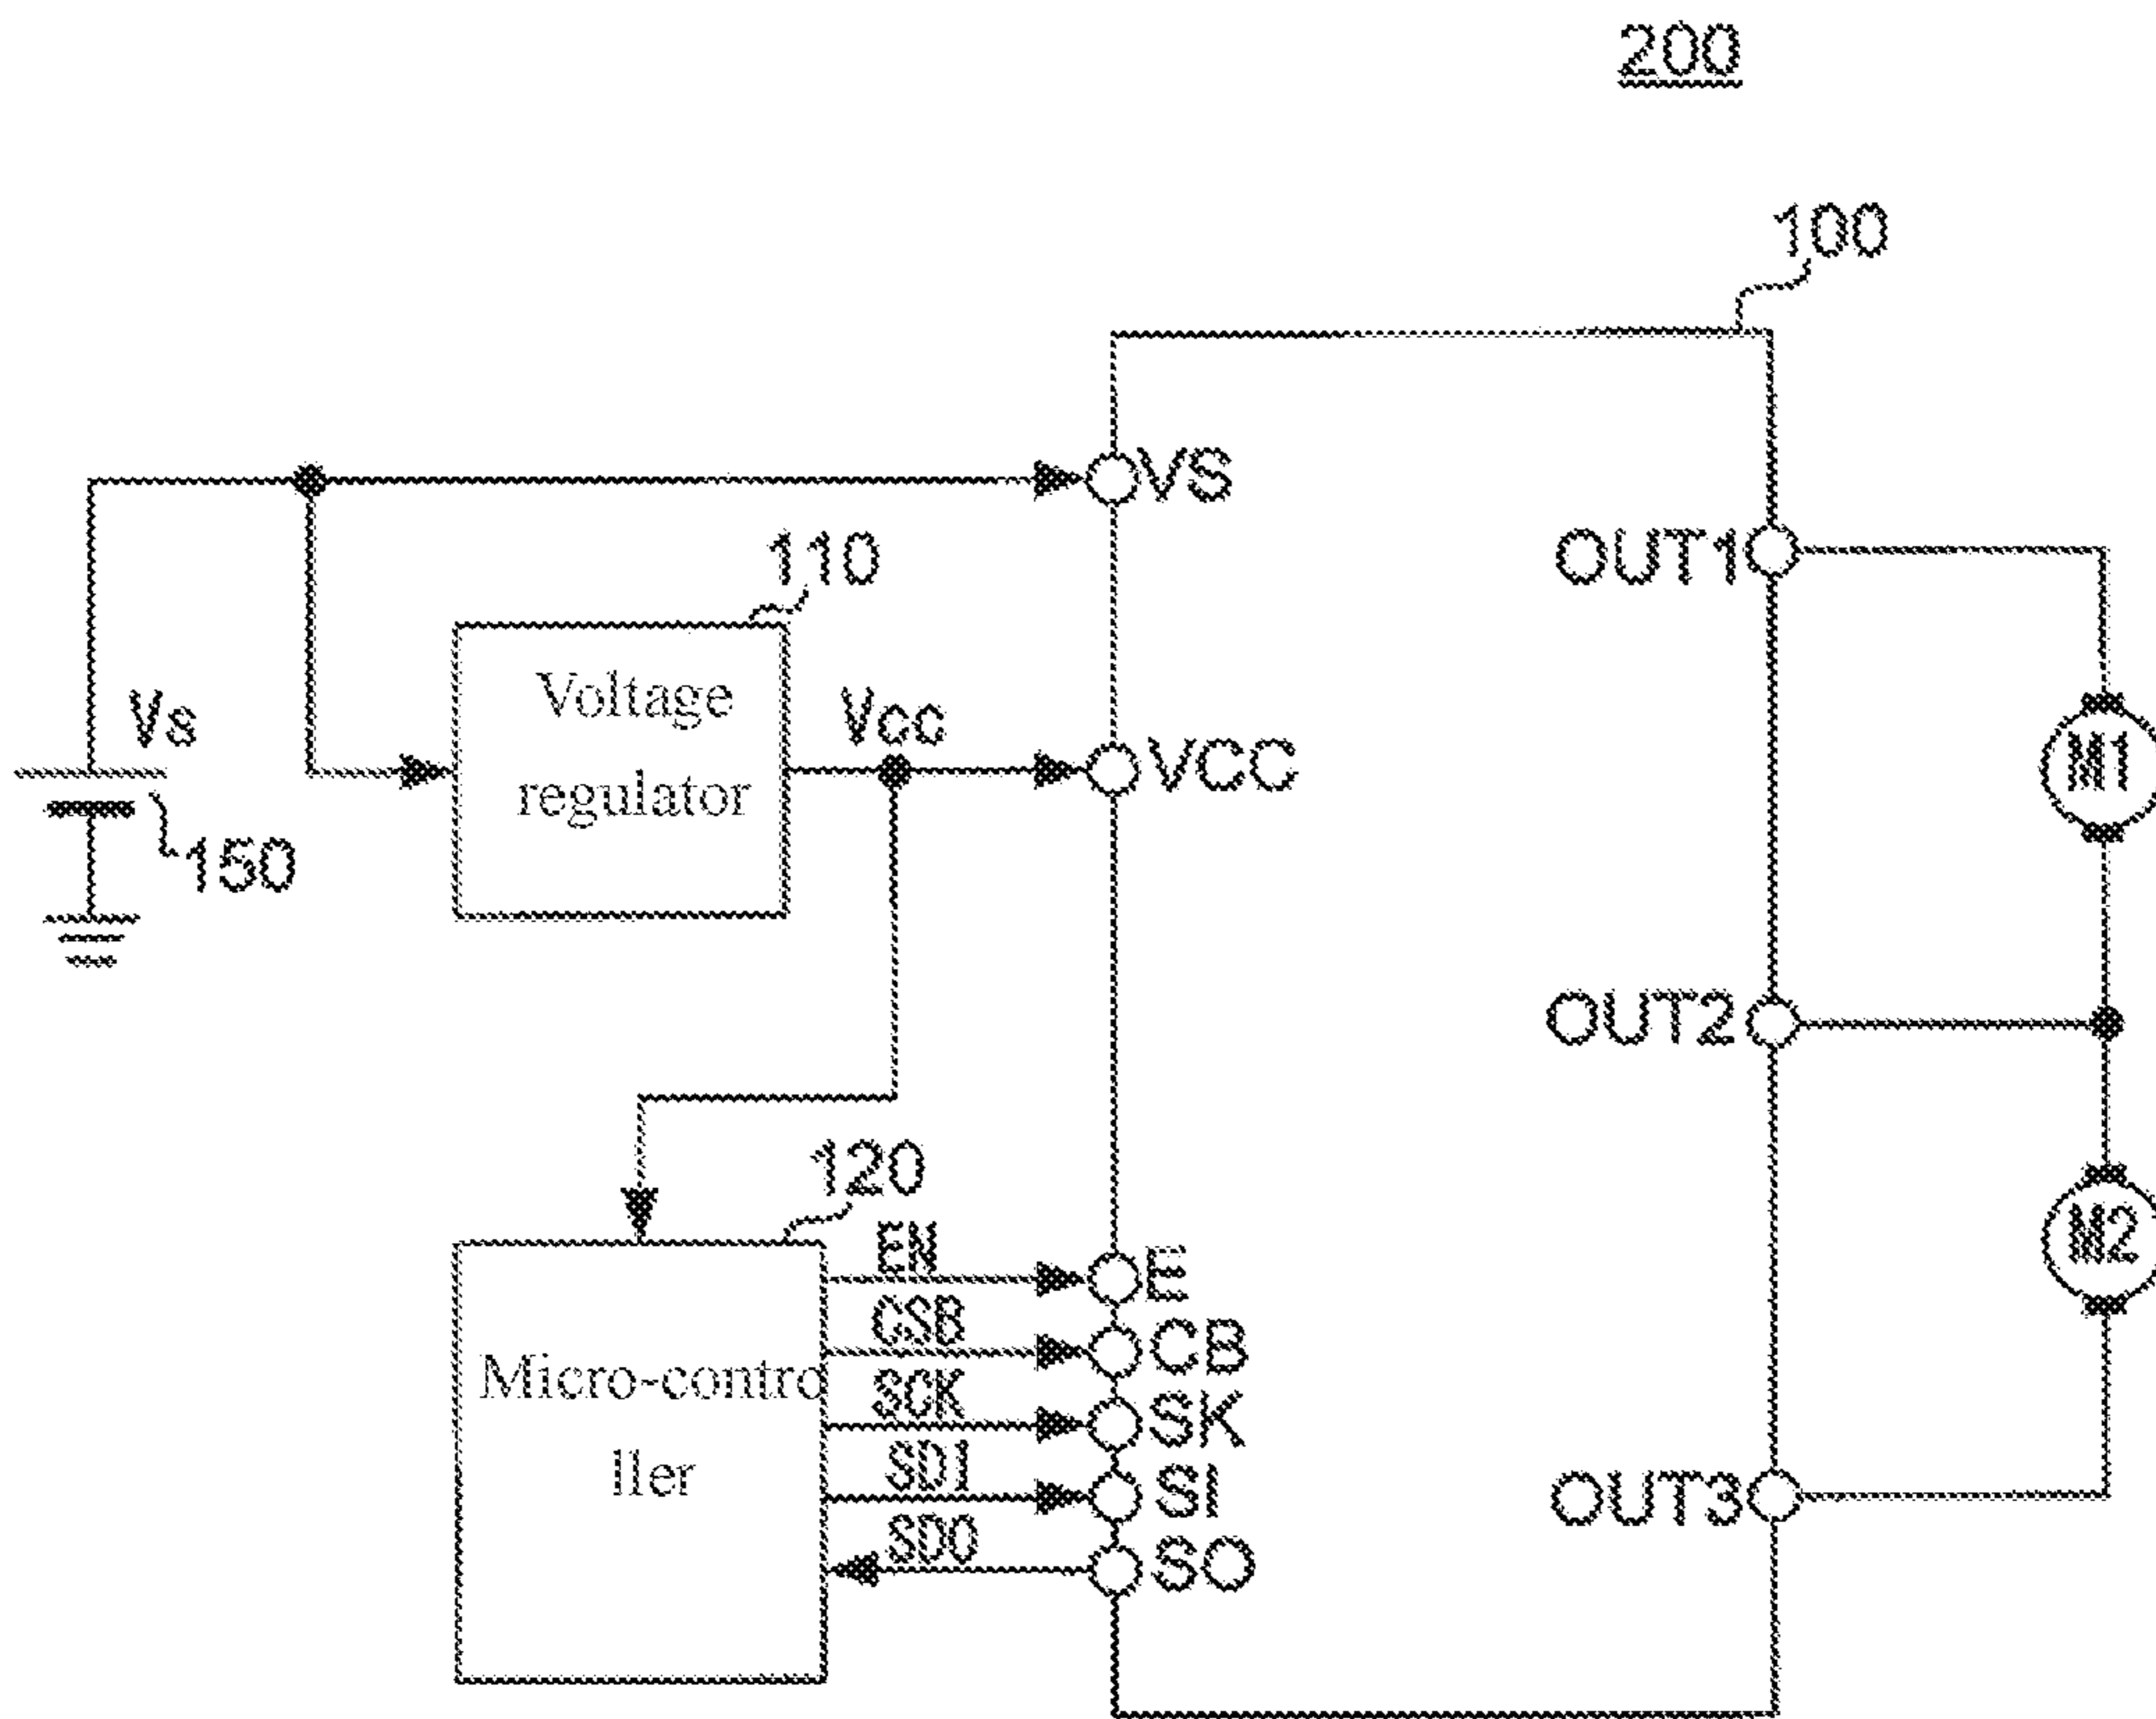 200
100
VS
110
OUT1
Voltage
regulator
Vs
Vcc
VCC
M1
150
OUT2
120
EN
E
M2
CSB
CB
Micro-contro
ller
SCK
SK
SDI
SI
OUT3
SDO
SO